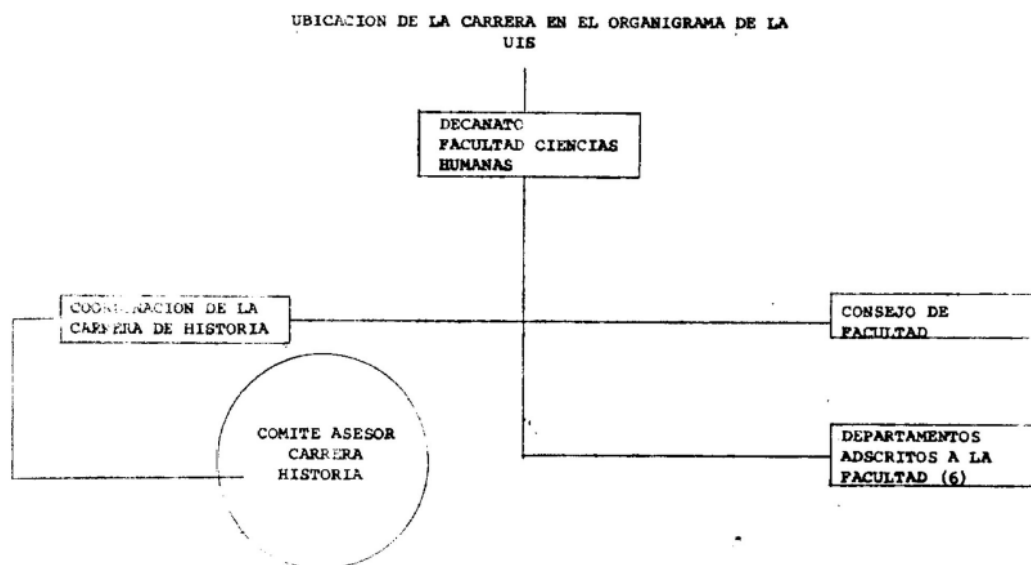 UBICACION DE LA CARRERA EN EL ORGANIGRAMA DE LA
UIS
DECANATO
FACULTAD CIENCIAS
HUMANAS
COORDINACION DE LA
CARRERA DE HISTORIA
CONSEJO DE
FACULTAD
COMITE ASESOR
CARRERA
HISTORIA
DEPARTAMENTOS
ADSCRITOS A LA
FACULTAD (6)